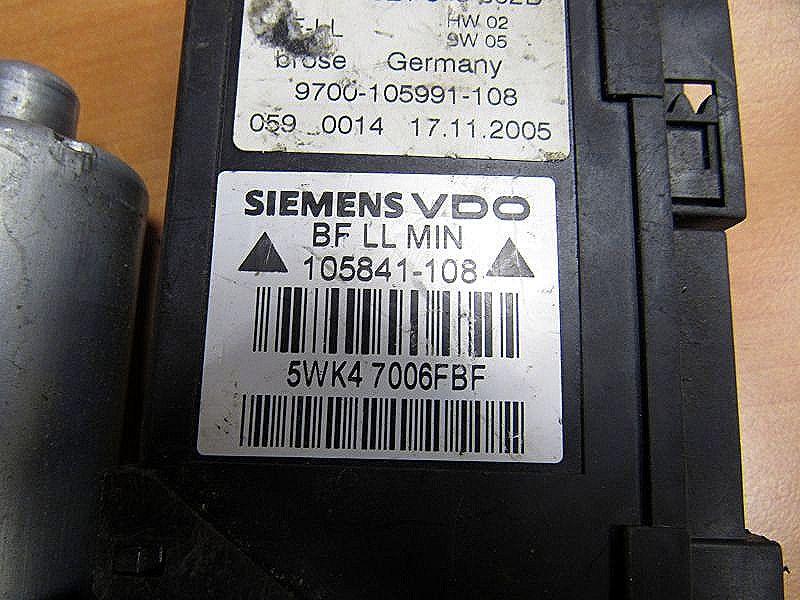 HW 02
-LL SW 05
brose Germany
9700-105991-108
059 0014 17.11.2005
SIEMENS VDO
BF LL MIN
105841-108
5WK4 7006FBF